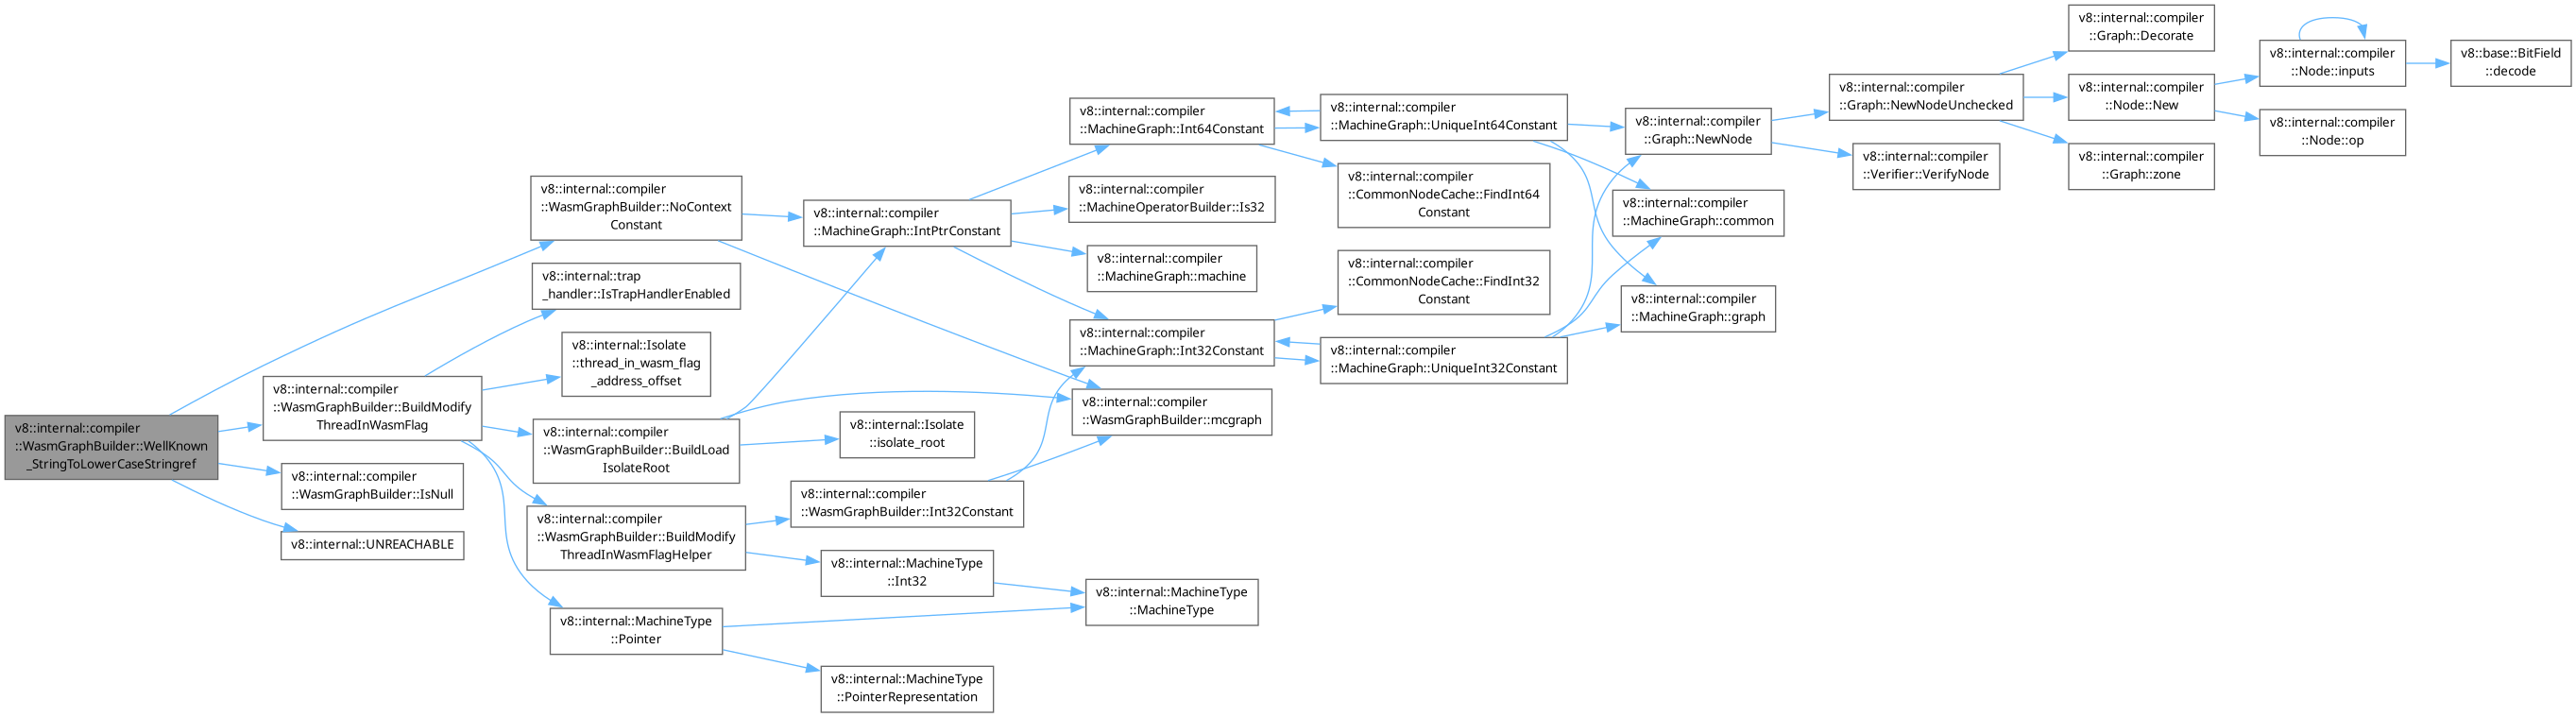 v8::internal::compiler
::WasmGraphBuilder::WellKnown
_StringToLowerCaseStringref
v8::internal::compiler
::WasmGraphBuilder::BuildModify
ThreadInWasmFlag
v8::internal::compiler
::WasmGraphBuilder::IsNull
v8::internal::UNREACHABLE
v8::internal::compiler
::WasmGraphBuilder::NoContext
Constant
v8::internal::trap
_handler::IsTrapHandlerEnabled
v8::internal::Isolate
::thread_in_wasm_flag
_address_offset
v8::internal::compiler
::WasmGraphBuilder::BuildLoad
IsolateRoot
v8::internal::compiler
::WasmGraphBuilder::BuildModify
ThreadInWasmFlagHelper
v8::internal::MachineType
::Pointer
v8::internal::compiler
::MachineGraph::IntPtrConstant
v8::internal::Isolate
::isolate_root
v8::internal::compiler
::WasmGraphBuilder::Int32Constant
v8::internal::MachineType
::Int32
v8::internal::MachineType
::PointerRepresentation
v8::internal::compiler
::MachineGraph::Int64Constant
v8::internal::compiler
::MachineOperatorBuilder::Is32
v8::internal::compiler
::MachineGraph::machine
v8::internal::compiler
::MachineGraph::Int32Constant
v8::internal::compiler
::WasmGraphBuilder::mcgraph
v8::internal::MachineType
::MachineType
v8::internal::compiler
::MachineGraph::UniqueInt64Constant
v8::internal::compiler
::CommonNodeCache::FindInt64
Constant
v8::internal::compiler
::CommonNodeCache::FindInt32
Constant
v8::internal::compiler
::MachineGraph::UniqueInt32Constant
v8::internal::compiler
::Graph::NewNode
v8::internal::compiler
::MachineGraph::common
v8::internal::compiler
::MachineGraph::graph
v8::internal::compiler
::Graph::NewNodeUnchecked
v8::internal::compiler
::Verifier::VerifyNode
v8::internal::compiler
::Graph::Decorate
v8::internal::compiler
::Node::New
v8::internal::compiler
::Graph::zone
v8::internal::compiler
::Node::inputs
v8::internal::compiler
::Node::op
v8::base::BitField
::decode